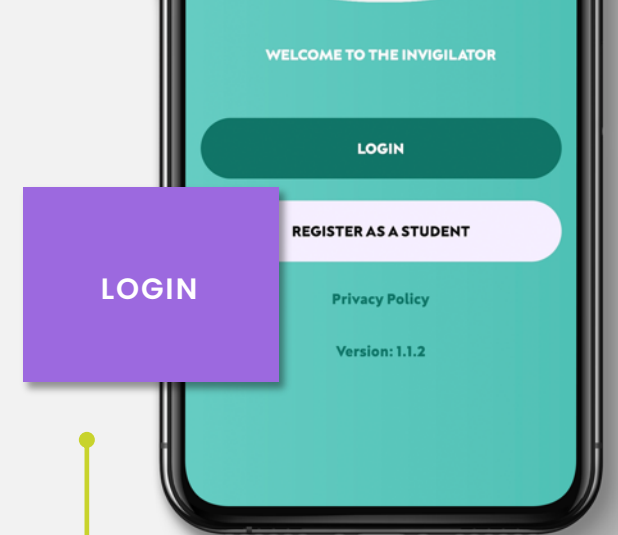 WELCOME TO THE INVIGILATOR
LOGIN
REGISTER AS A STUDENT
LOGIN
Privacy Policy
Version: 1.1.2